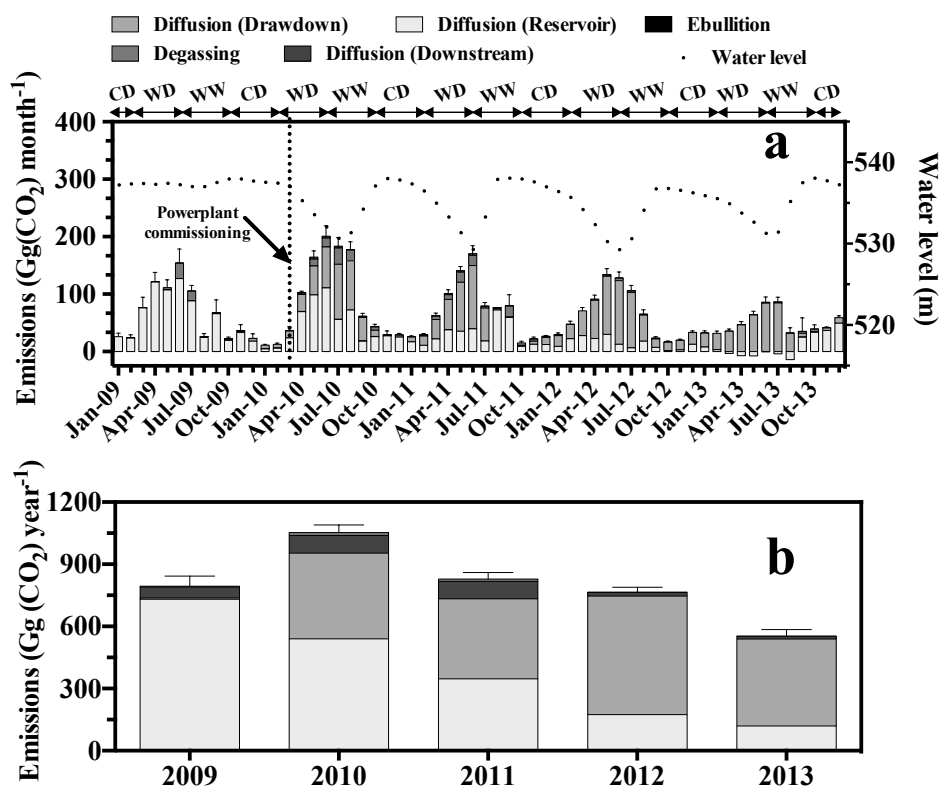 Diffusion (Drawdown) Diffusion (Reservoir) Ebullition
Degassing Diffusion (Downstream) Water level
CD WD WW CD WD WW CD WD WW CD WD WW CD WD WW CD
Emissions (Gg(CO₂) month⁻¹
400
300
200
100
0
a
Powerplant
commissioning
540
530
520
Water level (m)
Jan-09 Apr-09 Jul-09 Oct-09 Jan-10 Apr-10 Jul-10 Oct-10 Jan-11 Apr-11 Jul-11 Oct-11 Jan-12 Apr-12 Jul-12 Oct-12 Jan-13 Apr-13 Jul-13 Oct-13
Emissions (Gg (CO₂) year⁻¹
1200
900
600
300
0
b
2009 2010 2011 2012 2013